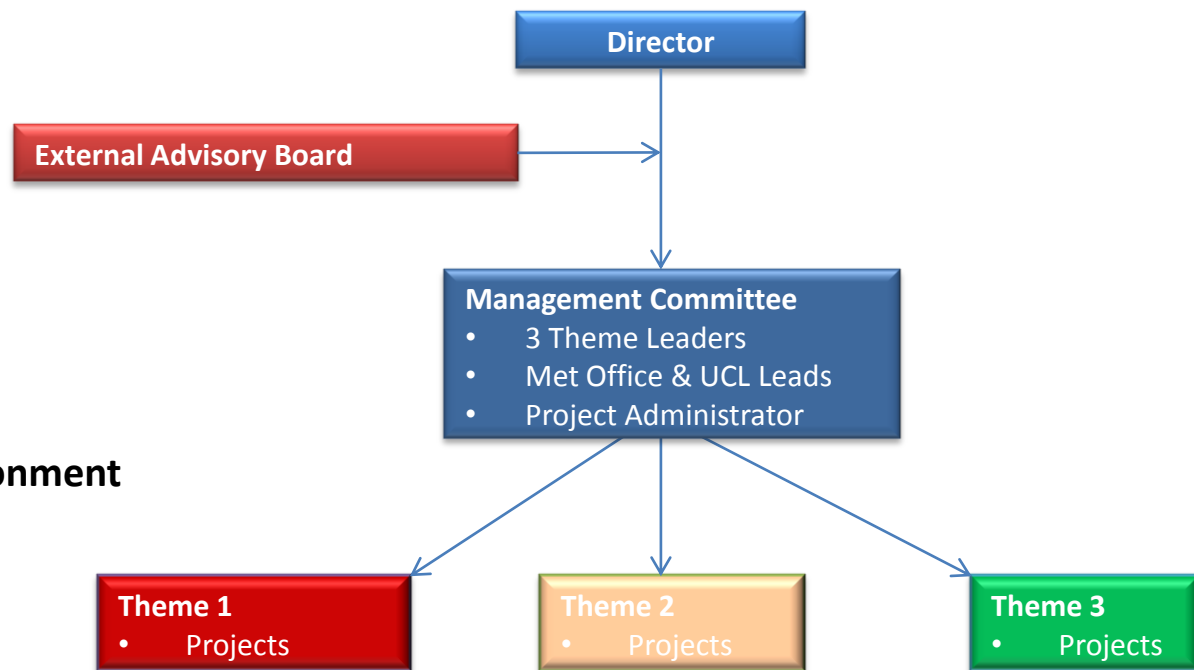 Director
External Advisory Board
Management Committee
• 3 Theme Leaders
• Met Office & UCL Leads
• Project Administrator
onment
Theme 1
• Projects
Theme 2
• Projects
Theme 3
• Projects